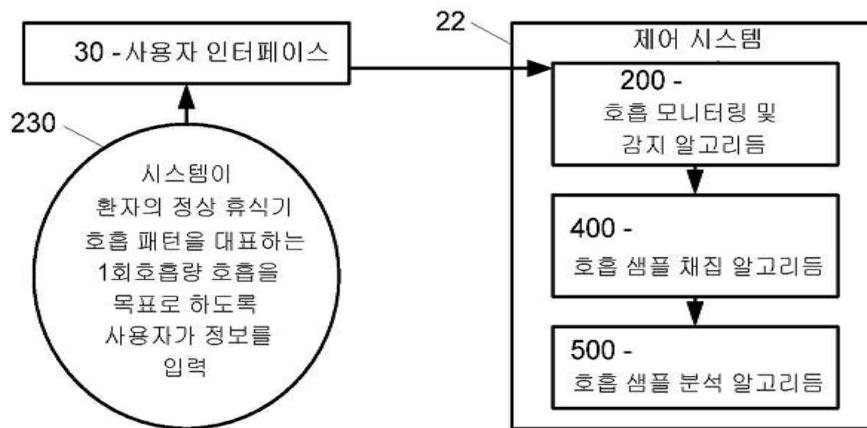 30 - 사용자 인터페이스
230
시스템이
환자의 정상 휴식기
호흡 패턴을 대표하는
1회호흡량 호흡을
목표로 하도록
사용자가 정보를
입력
22
제어 시스템
200 -
호흡 모니터링 및
감지 알고리듬
400 -
호흡 샘플 채집 알고리듬
500 -
호흡 샘플 분석 알고리듬